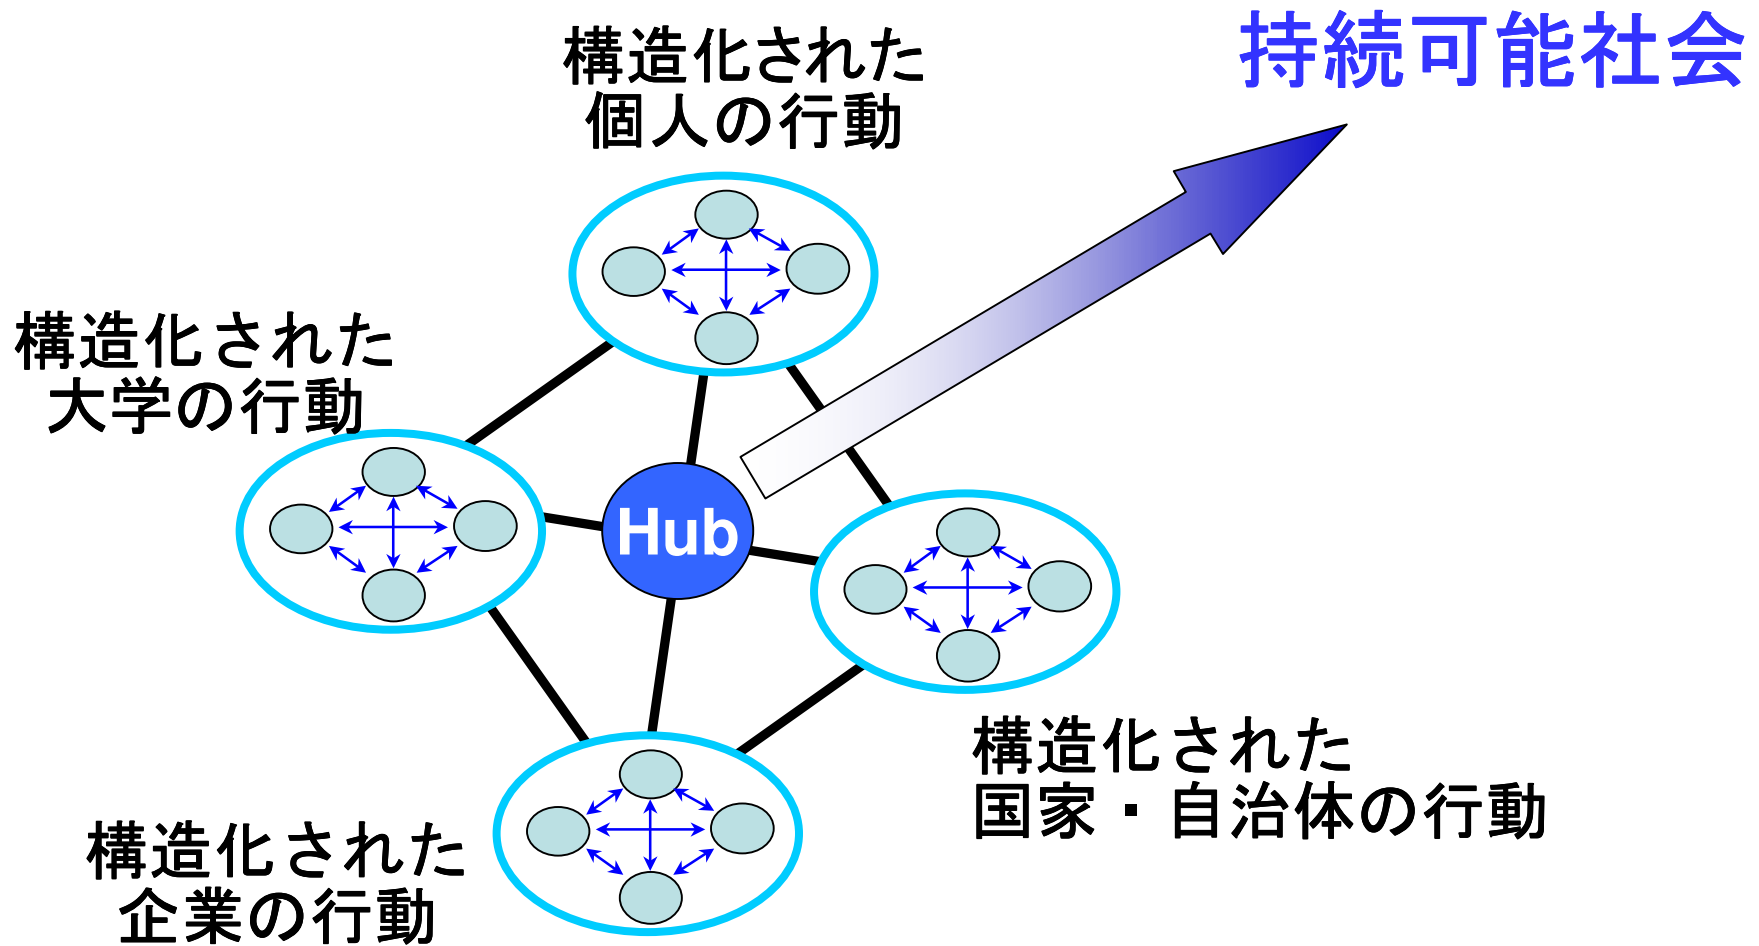 持続可能社会
構造化された
個人の行動
構造化された
大学の行動
Hub
構造化された
国家・自治体の行動
構造化された
企業の行動